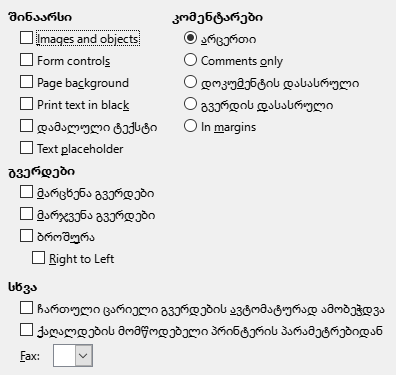 შინაარსი
Images and objects
Form controls
Page background
Print text in black
დამალული ტექსტი
Text placeholder
კომენტარები
არცერთი
Comments only
დოკუმენტის დასასრული
გვერდის დასასრული
In margins
გვერდები
მარცხენა გვერდები
მარჯვენა გვერდები
ბროშურა
Right to Left
სხვა
ჩართული ცარიელი გვერდების ავტომატურად ამობეჭდვა
ქაღალდების მომწოდებელი პრინტერის პარამეტრებიდან
Fax: